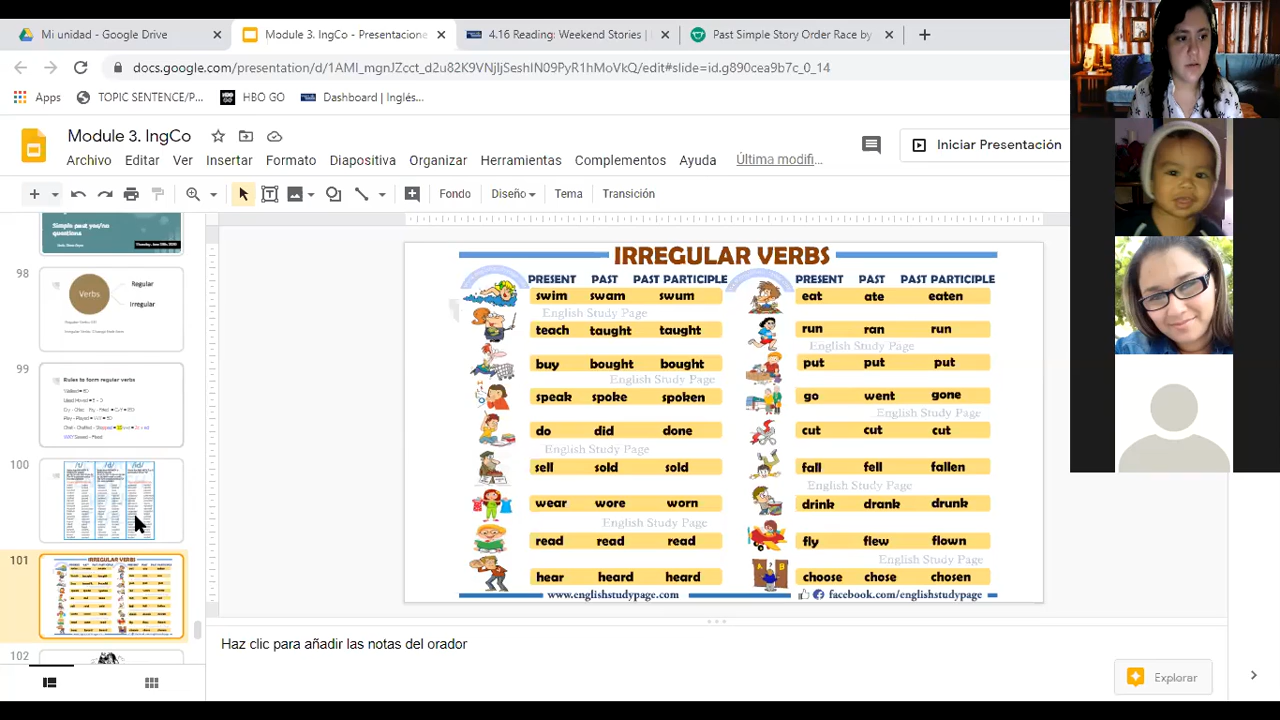 Mi unidad - Google Drive
Module 3. IngCo - Presentacione
4.16 Reading: Weekend Stories |
Past Simple Story Order Race by
Apps
TOPIC SENTENCE/P...
HBO GO
Dashboard | Inglés...
Module 3. IngCo
Archivo Editar Ver Insertar Formato Diapositiva Organizar Herramientas Complementos Ayuda Última modifi...
Iniciar Presentación
Fondo Diseño Tema Transición
Simple past yes/no
questions
98
Verbs
Regular
Irregular
99
Rules to form regular verbs
100
/t/ /d/ /id/
101
IRREGULAR VERBS
102
IRREGULAR VERBS
PRESENT PAST PAST PARTICIPLE PRESENT PAST PAST PARTICIPLE
swim swam swum eat ate eaten
English Study Page
teach taught taught run ran run
English Study Page
buy bought bought put put put
English Study Page
speak spoke spoken go went gone
English Study Page
do did done cut cut cut
English Study Page
sell sold sold fall fell fallen
English Study Page
wear wore worn drink drank drunk
English Study Page
read read read fly flew flown
English Study Page
hear heard heard choose chose chosen
www.englishstudypage.com facebook.com/englishstudypage
Haz clic para añadir las notas del orador
Explorar